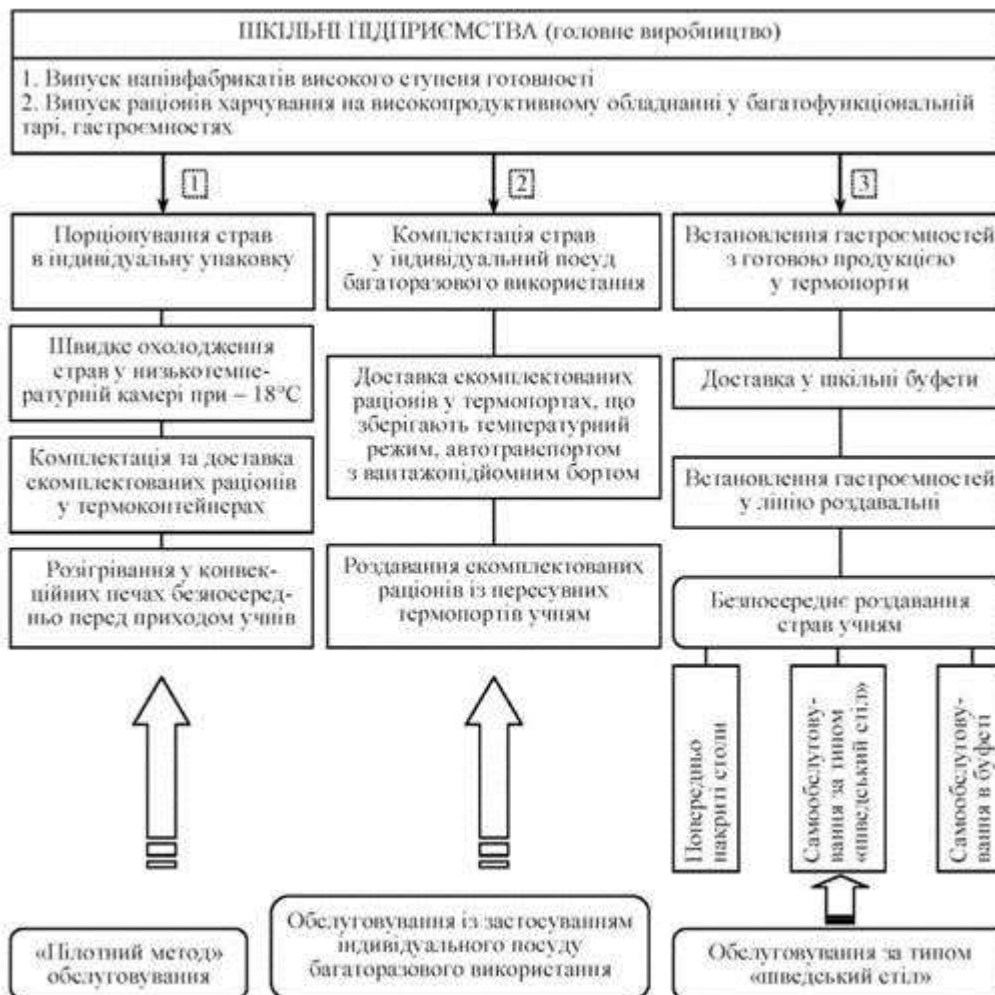 ШКІЛЬНІ ПІДПРИЄМСТВА (головне виробництво)
1. Випуск напівфабрикатів високого ступеня готовності
2. Випуск раціонів харчування на високопродуктивному обладнанні у багатофункціональній
тарі, гастроємностях
1
2
3
Порціонування страв
в індивідуальну упаковку
Швидке охолодження
страв у низькотемпе-
ратурній камері при – 18°С
Комплектація та доставка
скомплектованих раціонів
у термоконтейнерах
Розігрівання у конвек-
ційних печах безпосеред-
ньо перед приходом учнів
Комплектація страв
у індивідуальний посуд
багаторазового використання
Доставка скомплектованих
раціонів у термопортах, що
зберігають температурний
режим, автотранспортом
з вантажопідйомним бортом
Роздавання скомплектованих
раціонів із пересувних
термопортів учням
Встановлення гастроємностей
з готовою продукцією
у термопорти
Доставка у шкільні буфети
Встановлення гастроємностей
у лінію роздавальні
Безпосереднє роздавання
страв учням
Попередньо
накриті столи
Самообслугову-
вання за типом
«шведський стіл»
Самообслугову-
вання в буфеті
«Пілотний метод»
обслуговування
Обслуговування із застосуванням
індивідуального посуду
багаторазового використання
Обслуговування за типом
«шведський стіл»